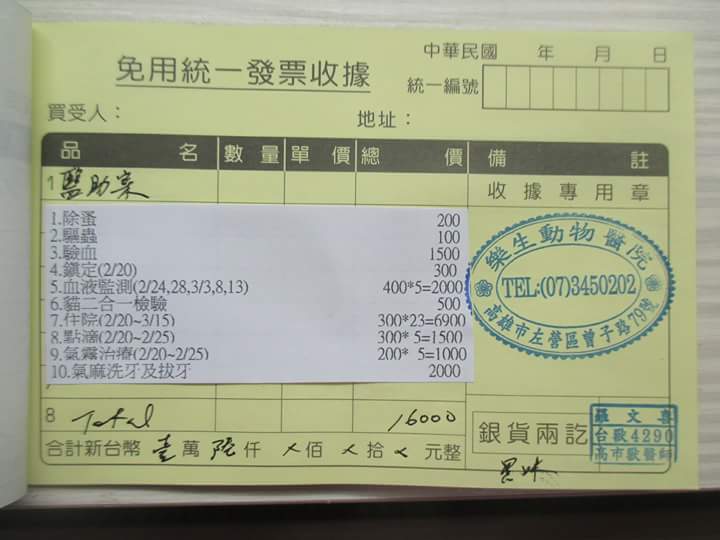 中華民國 年 月 日
免用統一發票收據
統一編號
買受人：
地址：
品名 數量 單價 總價 備註
1 醫助案
收據專用章
1.除蚤 200
2.驅蟲 100
3.驗血 1500
4.鎮定(2/20) 300
5.血液監測(2/24,28,3/3,8,13) 400*5=2000
6.貓二合一檢驗 500
7.住院(2/20~3/15) 300*23=6900
8.點滴(2/20~2/25) 300* 5=1500
9.氣霧治療(2/20~2/25) 200* 5=1000
10.氣麻洗牙及拔牙 2000
樂生動物醫院
TEL:(07)3450202
高雄市左營區曾子路79號
8 Total 16000
合計新台幣 壹萬陸仟 佰 拾 元整
銀貨兩訖
羅文喜
台獸4290
高市獸醫師